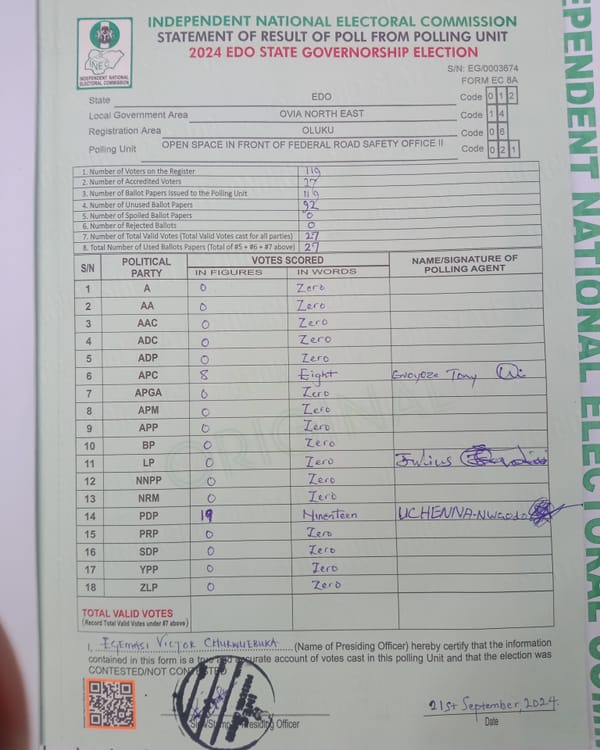 INDEPENDENT NATIONAL ELECTORAL COMMISSION
STATEMENT OF RESULT OF POLL FROM POLLING UNIT
2024 EDO STATE GOVERNORSHIP ELECTION
INEC
INDEPENDENT NATIONAL
ELECTORAL COMMISSION
S/N: EG/0003674
FORM EC 8A
State EDO Code 0 1 2
Local Government Area OVIA NORTH EAST Code 1 4
Registration Area OLUKU Code 0 6
Polling Unit OPEN SPACE IN FRONT OF FEDERAL ROAD SAFETY OFFICE II Code 0 2 1
1. Number of Voters on the Register 119
2. Number of Accredited Voters 27
3. Number of Ballot Papers Issued to the Polling Unit 119
4. Number of Unused Ballot Papers 92
5. Number of Spoiled Ballot Papers 0
6. Number of Rejected Ballots 0
7. Number of Total Valid Votes (Total Valid Votes cast for all parties) 27
8. Total Number of Used Ballots Papers (Total of #5 + #6 + #7 above) 27
S/N POLITICAL PARTY VOTES SCORED NAME/SIGNATURE OF POLLING AGENT
IN FIGURES IN WORDS
1 A 0 Zero
2 AA 0 Zero
3 AAC 0 Zero
4 ADC 0 Zero
5 ADP 0 Zero
6 APC 8 Eight Tony
7 APGA 0 Zero
8 APM 0 Zero
9 APP 0 Zero
10 BP 0 Zero
11 LP 0 Zero Julius
12 NNPP 0 Zero
13 NRM 0 Zero
14 PDP 19 Nineteen UCHENNA
15 PRP 0 Zero
16 SDP 0 Zero
17 YPP 0 Zero
18 ZLP 0 Zero
TOTAL VALID VOTES
(Record Total Valid Votes under #7 above)
ORIGINAL
I, EGEMASI VICTOR CHUKWUEBUKA (Name of Presiding Officer) hereby certify that the information
contained in this form is a true and accurate account of votes cast in this polling Unit and that the election was
CONTESTED/NOT CONTESTED
21st September, 2024.
Presiding Officer
Date
INDEPENDENT NATIONAL ELECTORAL COMM